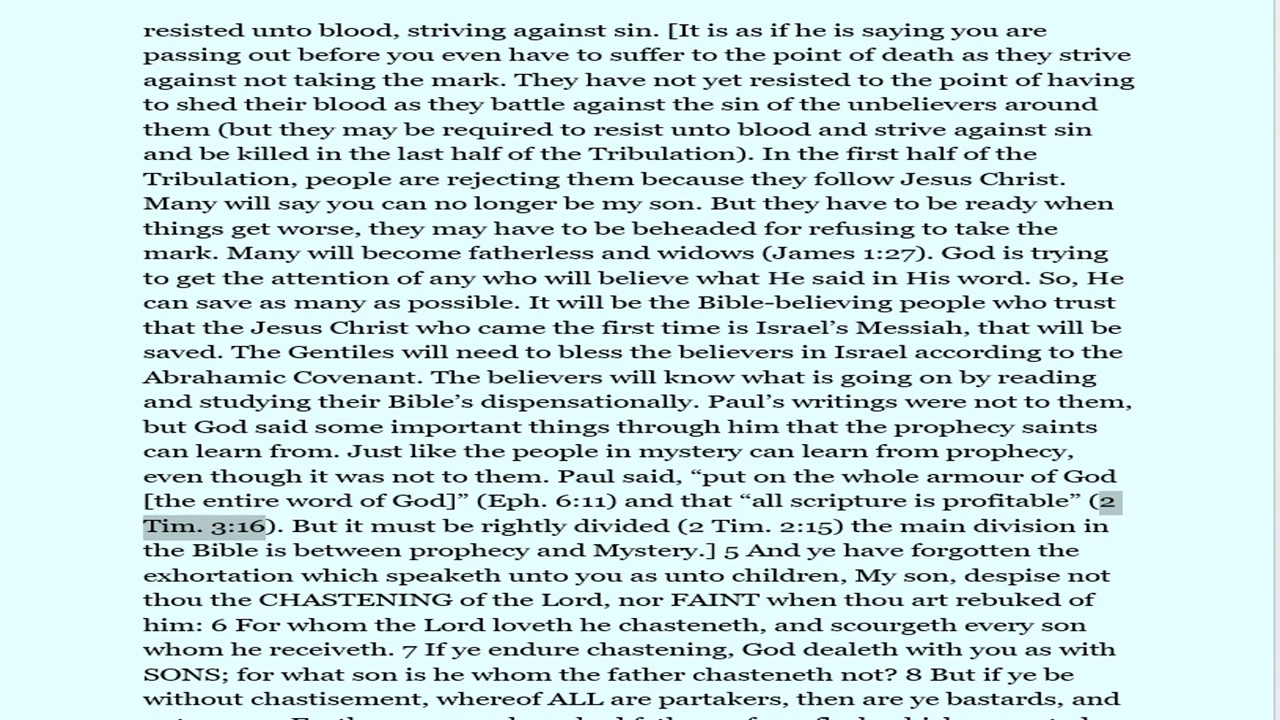 resisted unto blood, striving against sin. [It is as if he is saying you are
passing out before you even have to suffer to the point of death as they strive
against not taking the mark. They have not yet resisted to the point of having
to shed their blood as they battle against the sin of the unbelievers around
them (but they may be required to resist unto blood and strive against sin
and be killed in the last half of the Tribulation). In the first half of the
Tribulation, people are rejecting them because they follow Jesus Christ.
Many will say you can no longer be my son. But they have to be ready when
things get worse, they may have to be beheaded for refusing to take the
mark. Many will become fatherless and widows (James 1:27). God is trying
to get the attention of any who will believe what He said in His word. So, He
can save as many as possible. It will be the Bible-believing people who trust
that the Jesus Christ who came the first time is Israel’s Messiah, that will be
saved. The Gentiles will need to bless the believers in Israel according to the
Abrahamic Covenant. The believers will know what is going on by reading
and studying their Bible’s dispensationally. Paul’s writings were not to them,
but God said some important things through him that the prophecy saints
can learn from. Just like the people in mystery can learn from prophecy,
even though it was not to them. Paul said, “put on the whole armour of God
[the entire word of God]” (Eph. 6:11) and that “all scripture is profitable” (2
Tim. 3:16). But it must be rightly divided (2 Tim. 2:15) the main division in
the Bible is between prophecy and Mystery.] 5 And ye have forgotten the
exhortation which speaketh unto you as unto children, My son, despise not
thou the CHASTENING of the Lord, nor FAINT when thou art rebuked of
him: 6 For whom the Lord loveth he chasteneth, and scourgeth every son
whom he receiveth. 7 If ye endure chastening, God dealeth with you as with
SONS; for what son is he whom the father chasteneth not? 8 But if ye be
without chastisement, whereof ALL are partakers, then are ye bastards, and